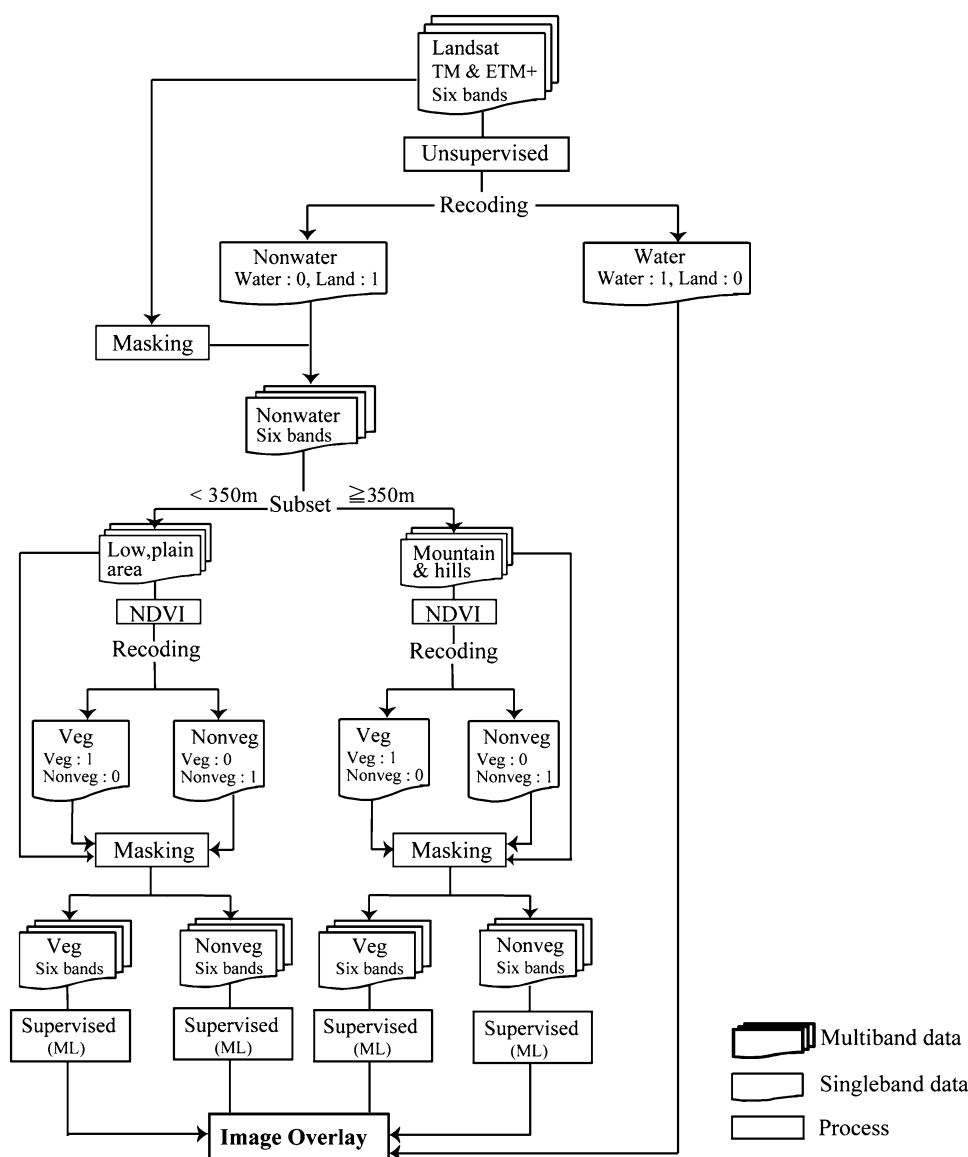 Landsat
TM & ETM+
Six bands
Unsupervised
Recoding
Nonwater
Water : 0, Land : 1
Water
Water : 1, Land : 0
Masking
Nonwater
Six bands
< 350m
Subset
≧350m
Low,plain
area
Mountain
& hills
NDVI
NDVI
Recoding
Recoding
Veg
Veg : 1
Nonveg : 0
Nonveg
Veg : 0
Nonveg : 1
Veg
Veg : 1
Nonveg : 0
Nonveg
Veg : 0
Nonveg : 1
Masking
Masking
Veg
Six bands
Nonveg
Six bands
Veg
Six bands
Nonveg
Six bands
Supervised
(ML)
Supervised
(ML)
Supervised
(ML)
Supervised
(ML)
Image Overlay
Multiband data
Singleband data
Process